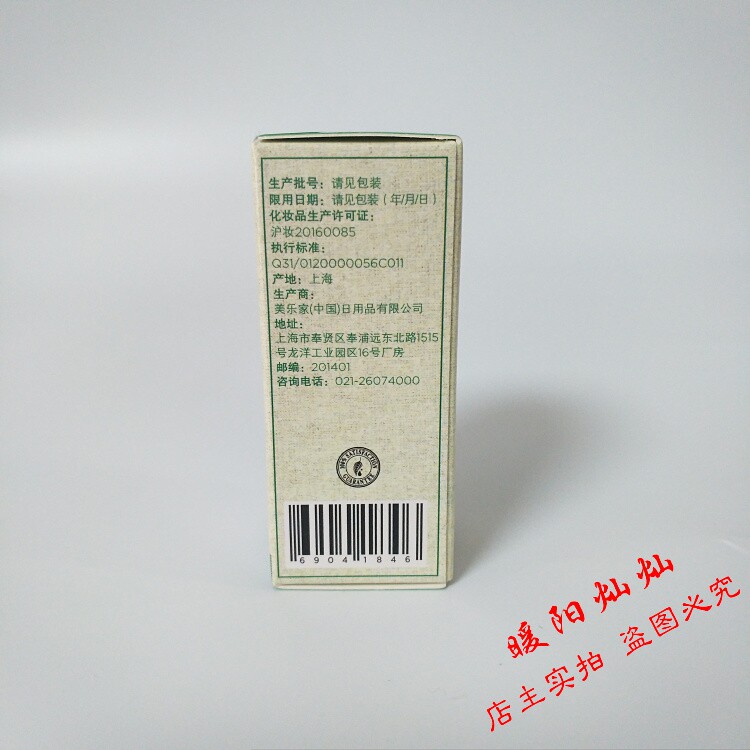 生产批号：请见包装
限用日期：请见包装（年/月/日）
化妆品生产许可证：
沪妆20160085
执行标准：
Q31/0120000056C011
产地：上海
生产商：
美乐家(中国)日用品有限公司
地址：
上海市奉贤区奉浦远东北路1515
号龙洋工业园区16号厂房
邮编：201401
咨询电话：021-26074000
100% SATISFACTION
GUARANTEE
69041846
暖阳灿灿
店主实拍 盗图必究